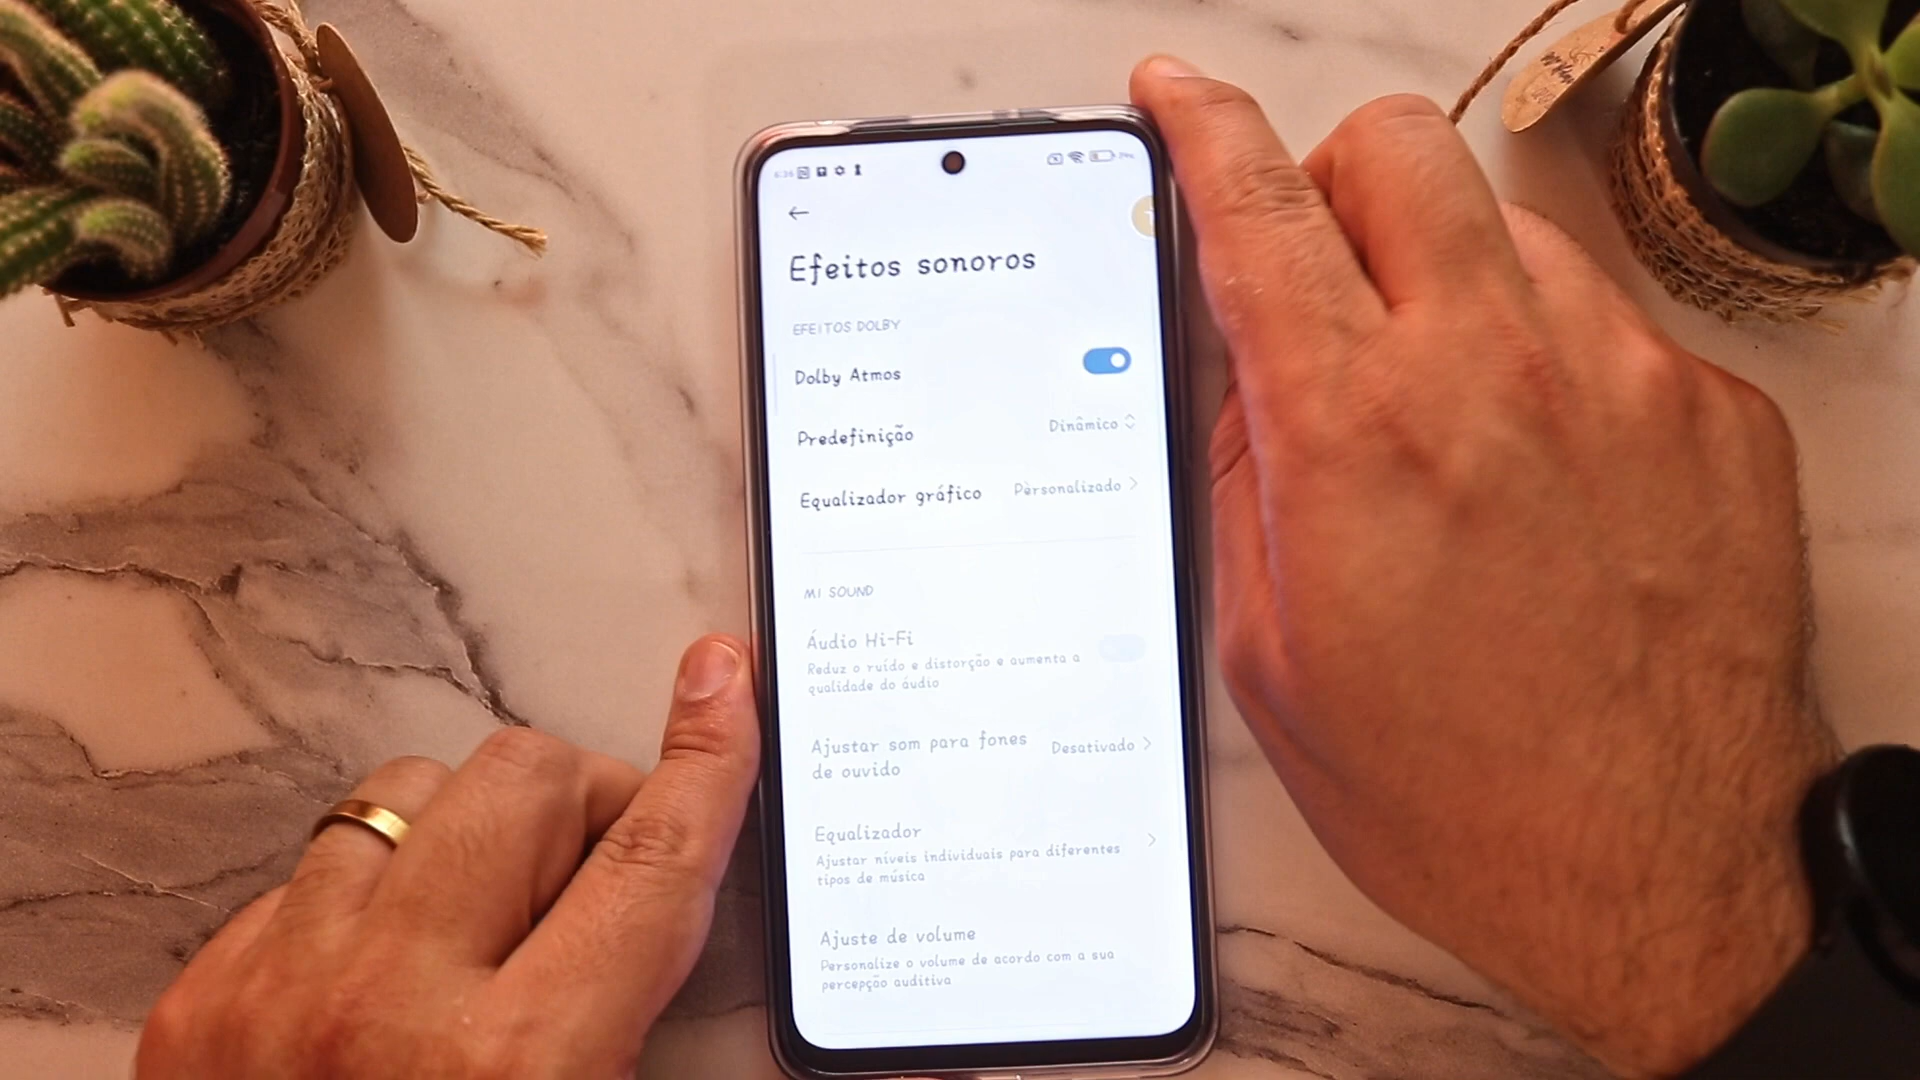 Efeitos sonoros
EFEITOS DOLBY
Dolby Atmos
Predefinição Dinâmico
Equalizador gráfico Personalizado
MI SOUND
Áudio Hi-Fi
Reduz o ruído e distorção e aumenta a
qualidade do áudio
Ajustar som para fones
de ouvido
Desativado
Equalizador
Ajustar níveis individuais para diferentes
tipos de música
Ajuste de volume
Personalize o volume de acordo com a sua
percepção auditiva